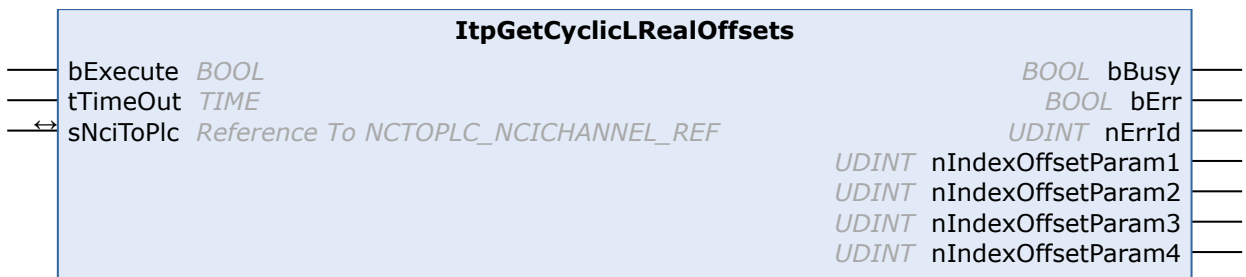 ItpGetCyclicLRealOffsets
bExecute BOOL BOOL bBusy
tTimeOut TIME BOOL bErr
↔ sNciToPlc Reference To NCTOPLC_NCICHANNEL_REF UDINT nErrId
UDINT nIndexOffsetParam1
UDINT nIndexOffsetParam2
UDINT nIndexOffsetParam3
UDINT nIndexOffsetParam4